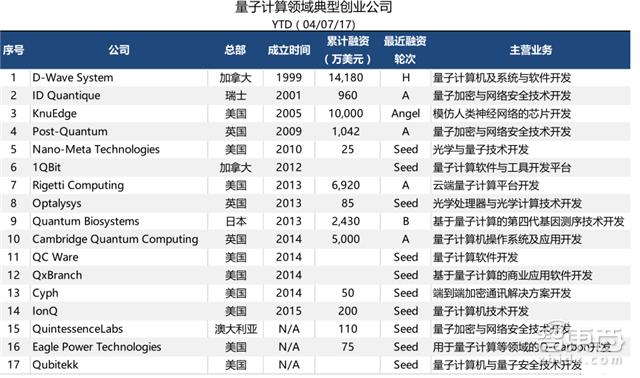 量子计算领域典型创业公司
YTD（04/07/17）
序号 公司 总部 成立时间 累计融资（万美元） 最近融资轮次 主营业务
1 D-Wave System 加拿大 1999 14,180 H 量子计算机及系统与软件开发
2 ID Quantique 瑞士 2001 960 A 量子加密与网络安全技术开发
3 KnuEdge 美国 2005 10,000 Angel 模仿人类神经网络的芯片开发
4 Post-Quantum 英国 2009 1,042 A 量子加密与网络安全技术开发
5 Nano-Meta Technologies 美国 2010 25 Seed 光学与量子技术开发
6 1QBit 加拿大 2012 Seed 量子计算软件与工具开发平台
7 Rigetti Computing 美国 2013 6,920 A 云端量子计算平台开发
8 Optalysys 英国 2013 85 Seed 光学处理器与光学计算技术开发
9 Quantum Biosystems 日本 2013 2,430 B 基于量子计算的第四代基因测序技术开发
10 Cambridge Quantum Computing 英国 2014 5,000 A 量子计算机操作系统及应用开发
11 QC Ware 美国 2014 Seed 量子计算软件开发
12 QxBranch 美国 2014 Seed 基于量子计算的商业应用软件开发
13 Cyph 美国 2014 50 Seed 端到端加密通讯解决方案开发
14 IonQ 美国 2015 200 Seed 量子计算机技术开发
15 QuintessenceLabs 澳大利亚 N/A 110 Seed 量子加密与网络安全技术开发
16 Eagle Power Technologies 美国 N/A 75 Seed 用于量子计算等领域的Q-Carbon开发
17 Qubitekk 美国 N/A Seed 量子计算机与量子安全技术开发